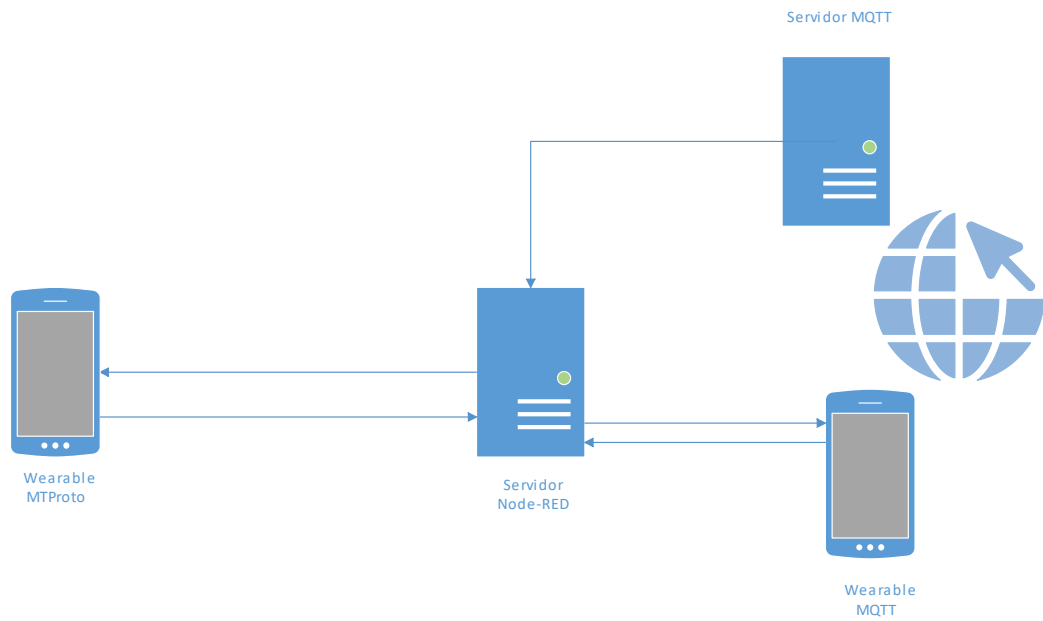 Servidor MQTT
Wearable
MTProto
Servidor
Node-RED
Wearable
MQTT